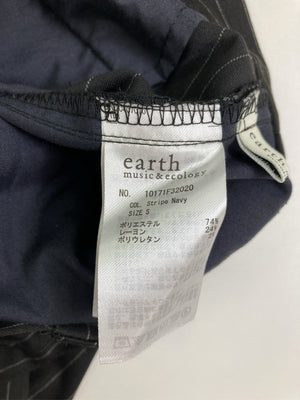 earth
music&ecology
NO. 10171F32020
COL. Stripe Navy
SIZE S
ポリエステル 74%
レーヨン 24%
ポリウレタン
earth